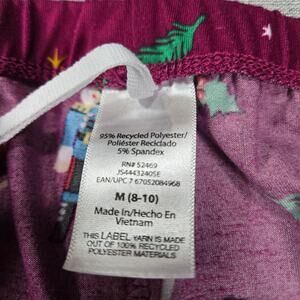 95% Recycled Polyester/
Poliéster Reciclado
5% Spandex
RN# 52469
JS44432405E
EAN/UPC 7 67052084968
M (8-10)
Made In/Hecho En
Vietnam
THIS LABEL YARN IS MADE
OUT OF 100% RECYCLED
POLYESTER MATERIALS